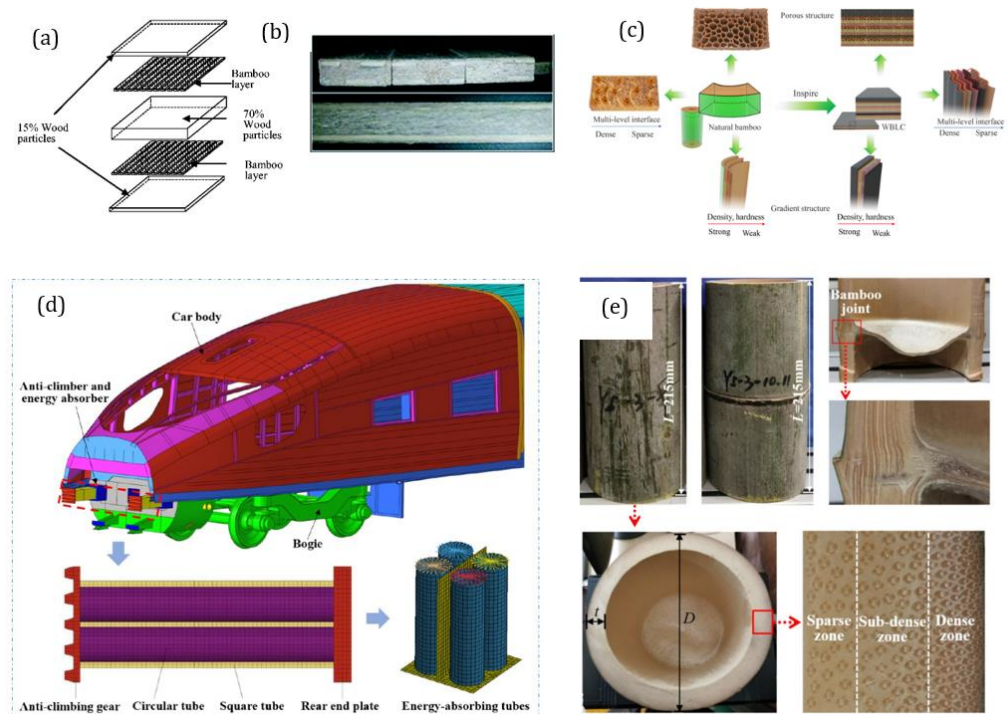 (a)
Bamboo
layer
15% Wood
particles
70%
Wood
particles
Bamboo
layer
(b)
(c)
Porous structure
Multi-level interface
Dense Sparse
Natural bamboo
Inspire
WBLC
Multi-level interface
Dense Sparse
Gradient structure
Density, hardness
Strong Weak
Density, hardness
Strong Weak
(d)
Car body
Anti-climber and
energy absorber
Bogie
Anti-climbing gear
Circular tube
Square tube
Rear end plate
Energy-absorbing tubes
(e)
L=215mm
L=215mm
Bamboo
joint
t
D
Sparse
zone
Sub-dense
zone
Dense
zone